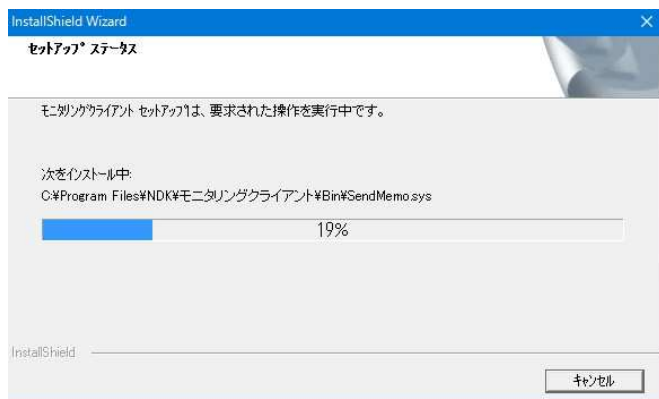 InstallShield Wizard
セットアップ ステータス
モニタリングクライアント セットアップは、要求された操作を実行中です。
次をインストール中:
C:¥Program Files¥NDK¥モニタリングクライアント¥Bin¥SendMemo.sys
19%
InstallShield
キャンセル